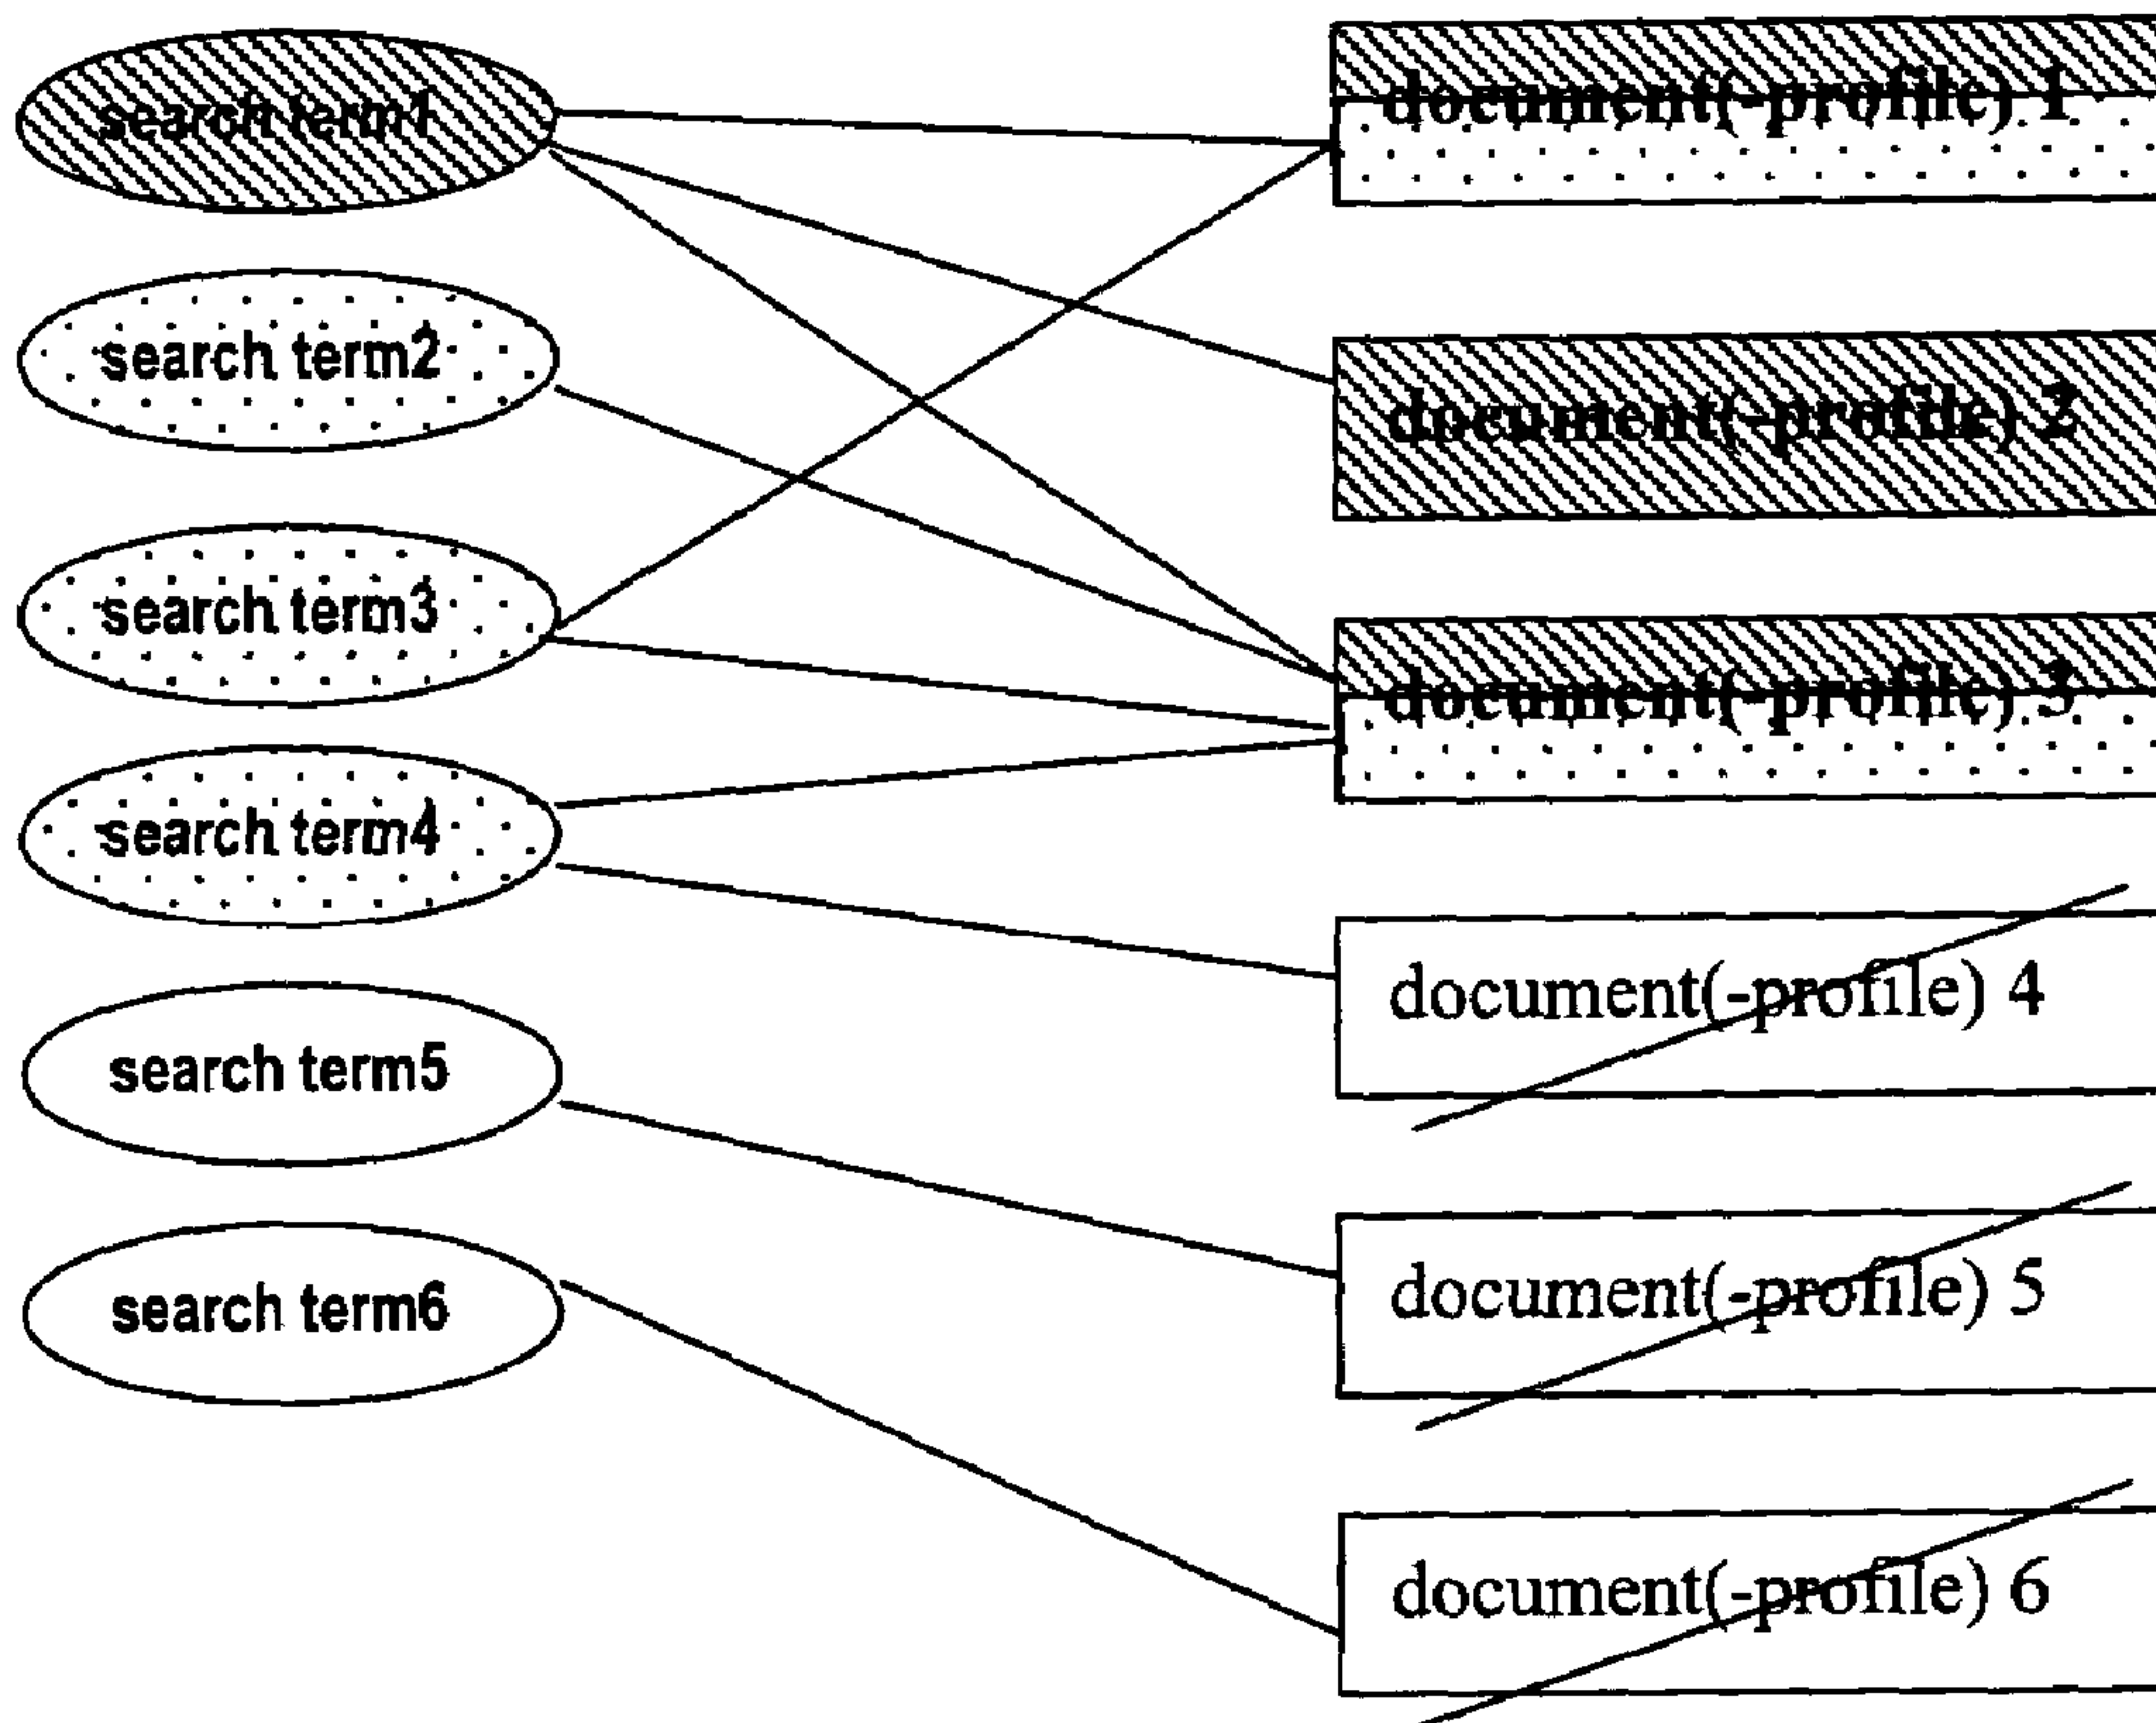 search term1
search term2
search term3
search term4
search term5
search term6
document(-profile) 1
document(-profile) 2
document(-profile) 3
document(-profile) 4
document(-profile) 5
document(-profile) 6